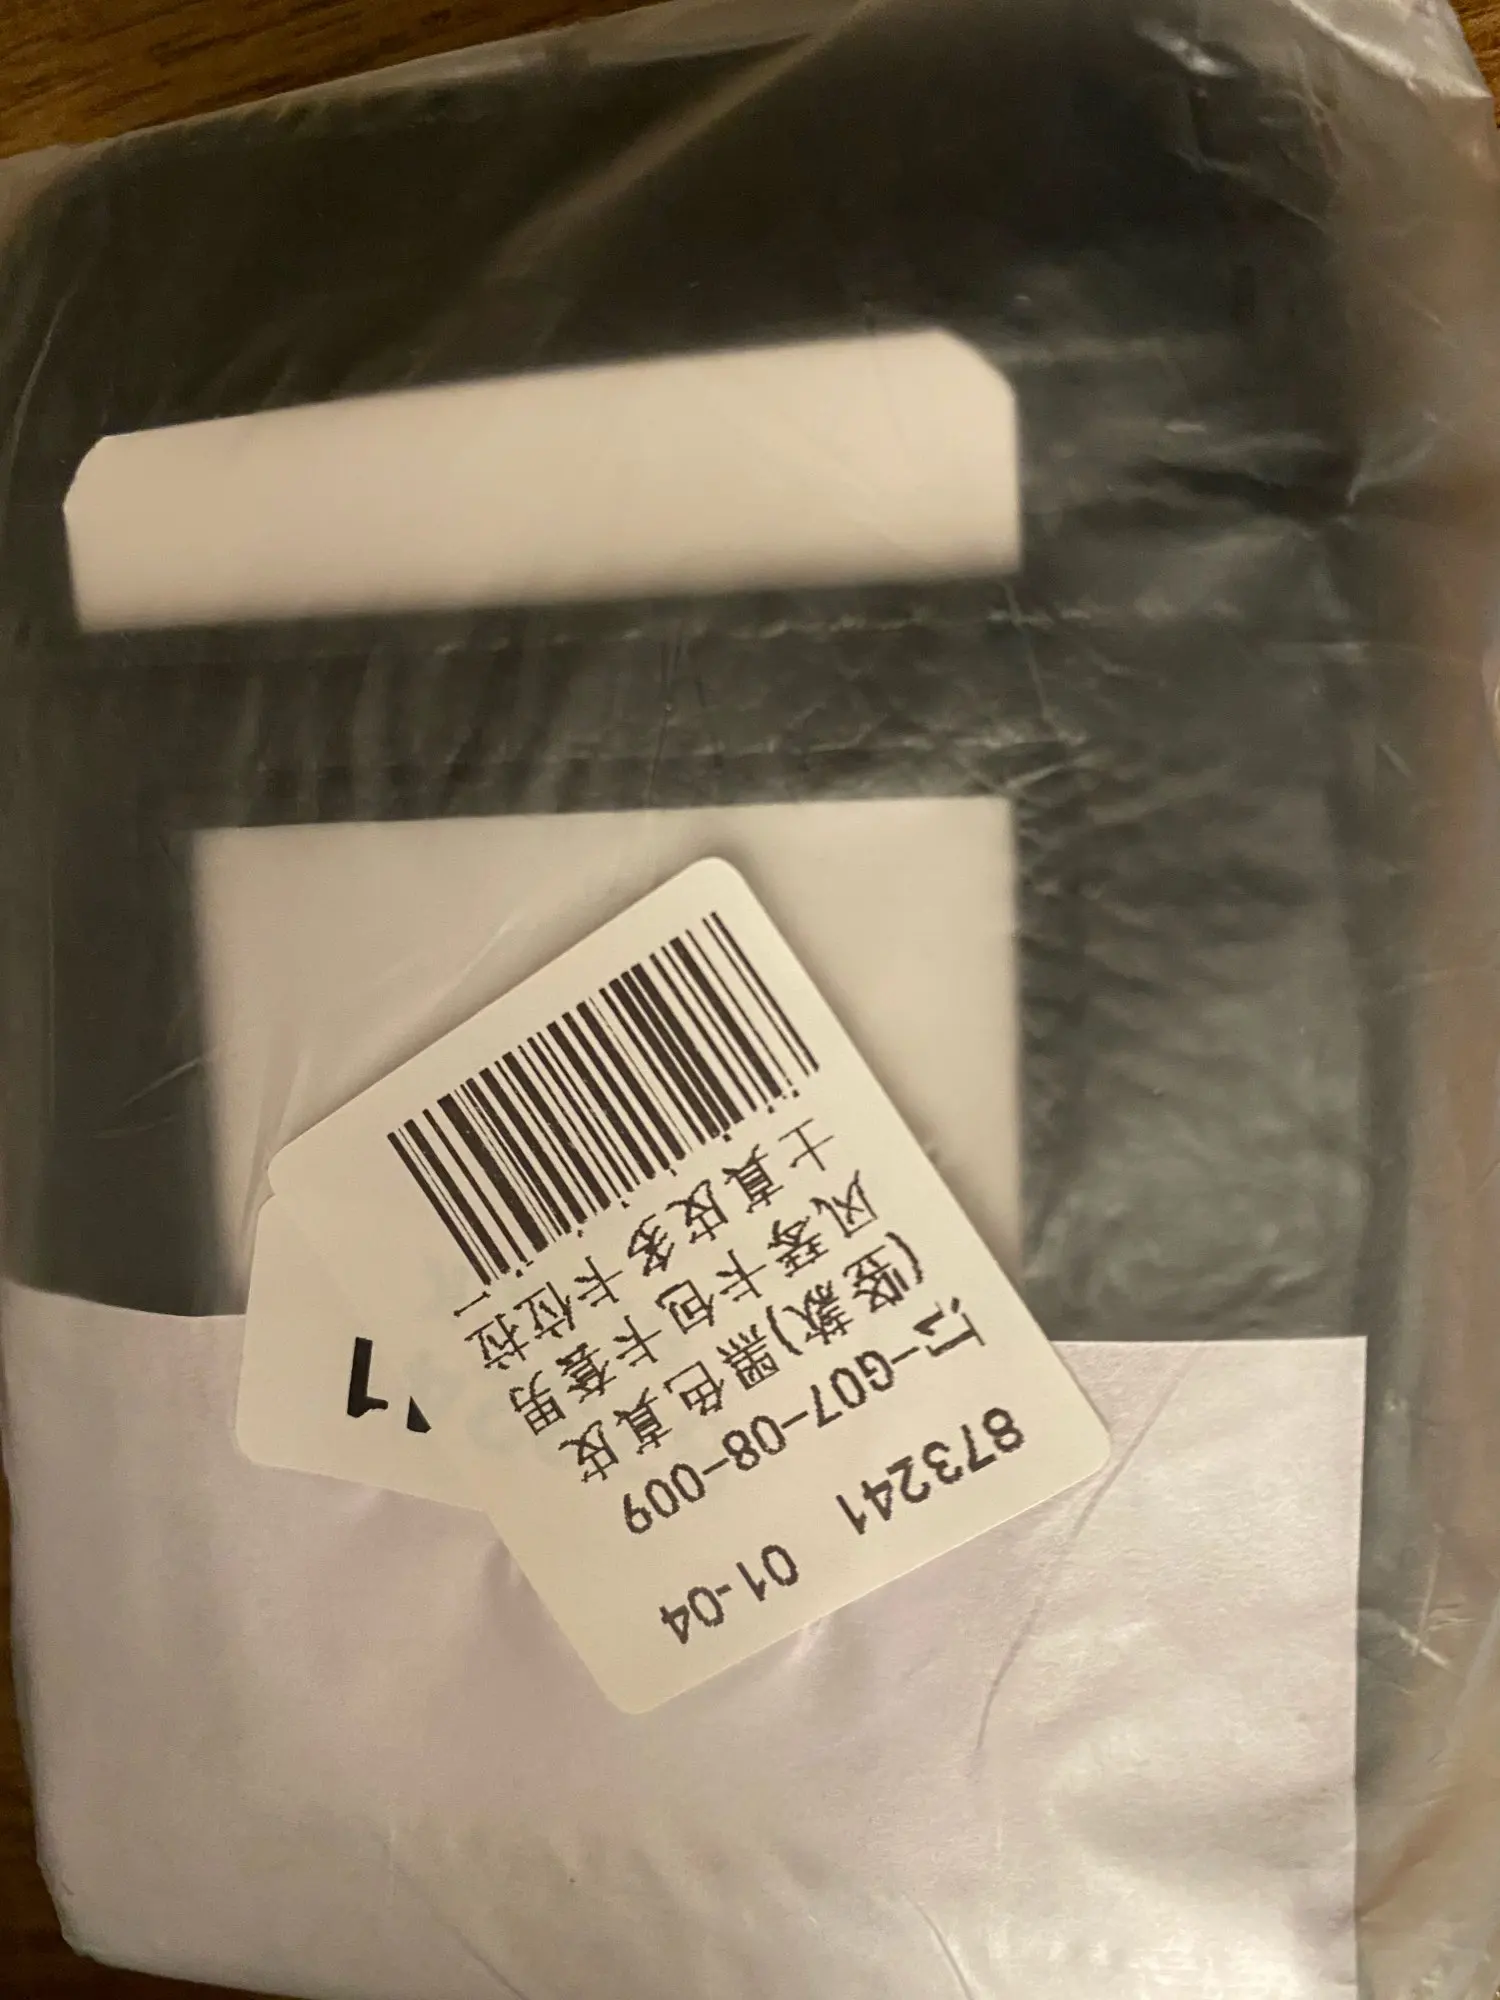 873241 01-04
-G07-08-009
(竖款)黑色真皮
风琴卡包卡套男
士真皮多卡位拉